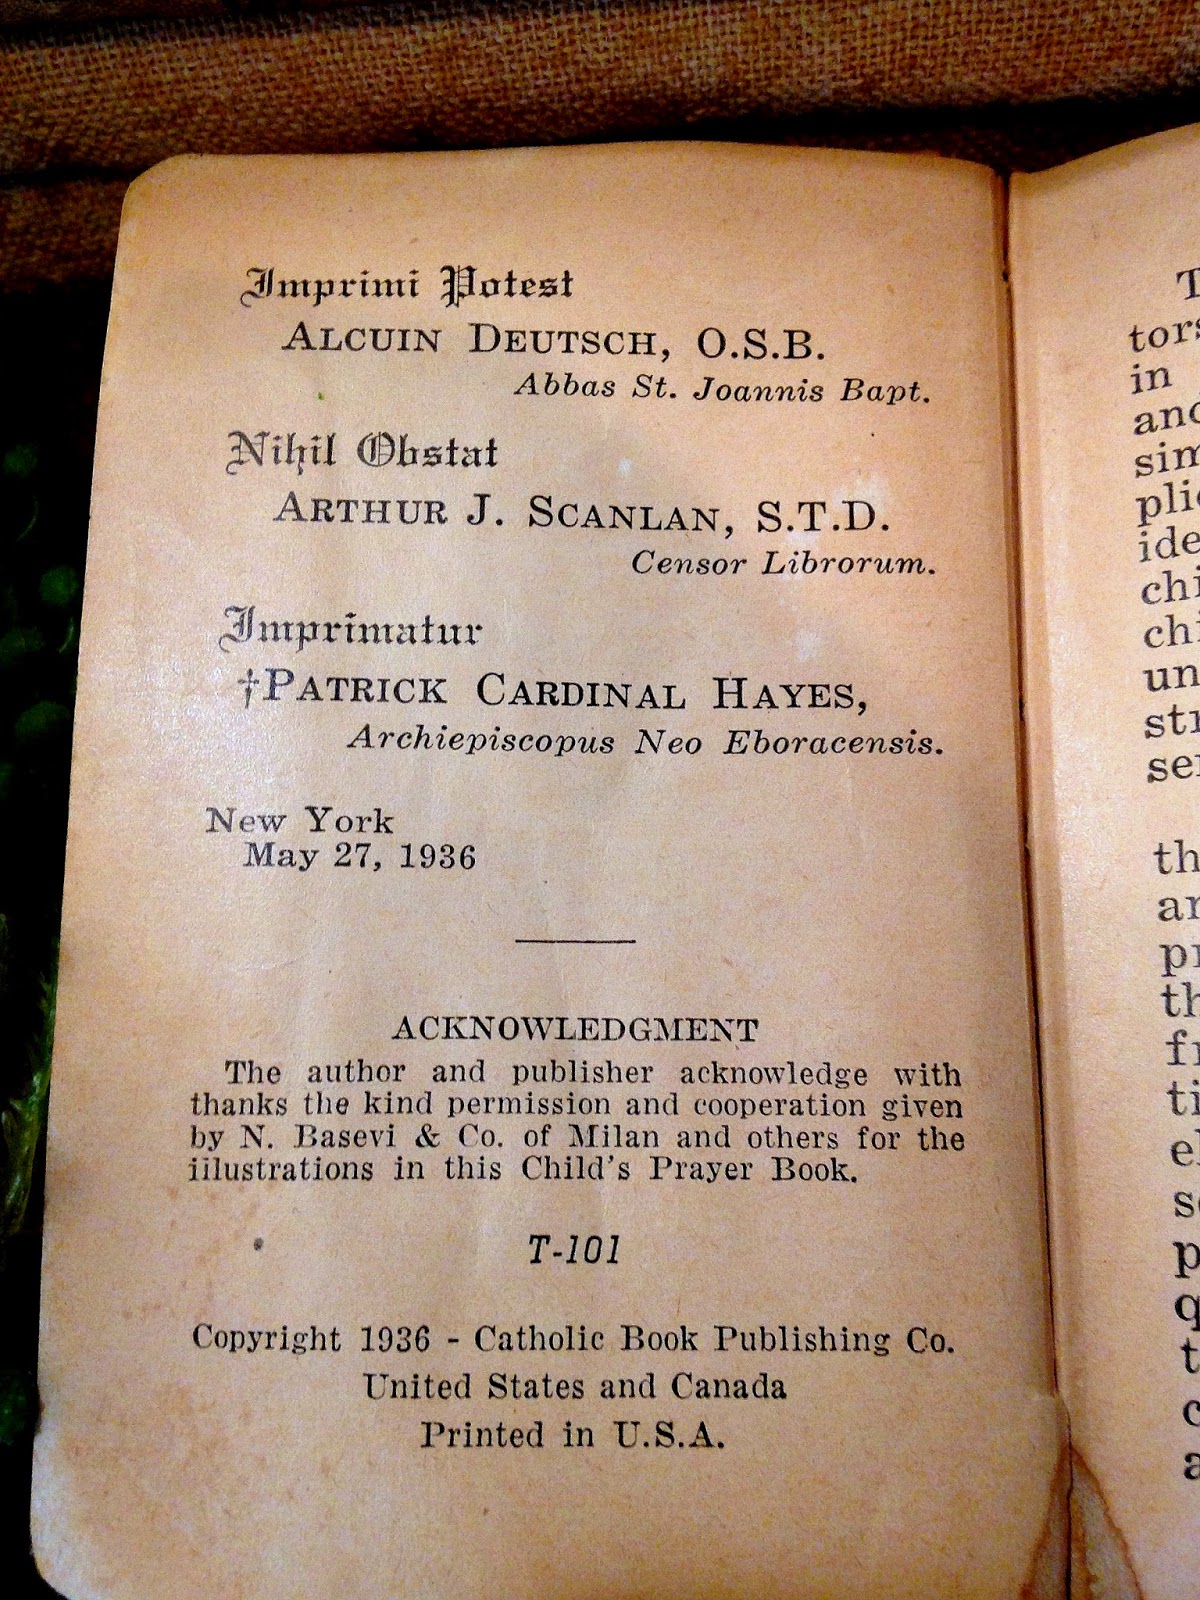 Imprimi Potest
ALCUIN DEUTSCH, O.S.B.
Abbas St. Joannis Bapt.
Nihil Obstat
ARTHUR J. SCANLAN, S.T.D.
Censor Librorum.
Imprimatur
†PATRICK CARDINAL HAYES,
Archiepiscopus Neo Eboracensis.
New York
May 27, 1936
ACKNOWLEDGMENT
The author and publisher acknowledge with
thanks the kind permission and cooperation given
by N. Basevi & Co. of Milan and others for the
illustrations in this Child's Prayer Book.
T-101
Copyright 1936 - Catholic Book Publishing Co.
United States and Canada
Printed in U.S.A.
in